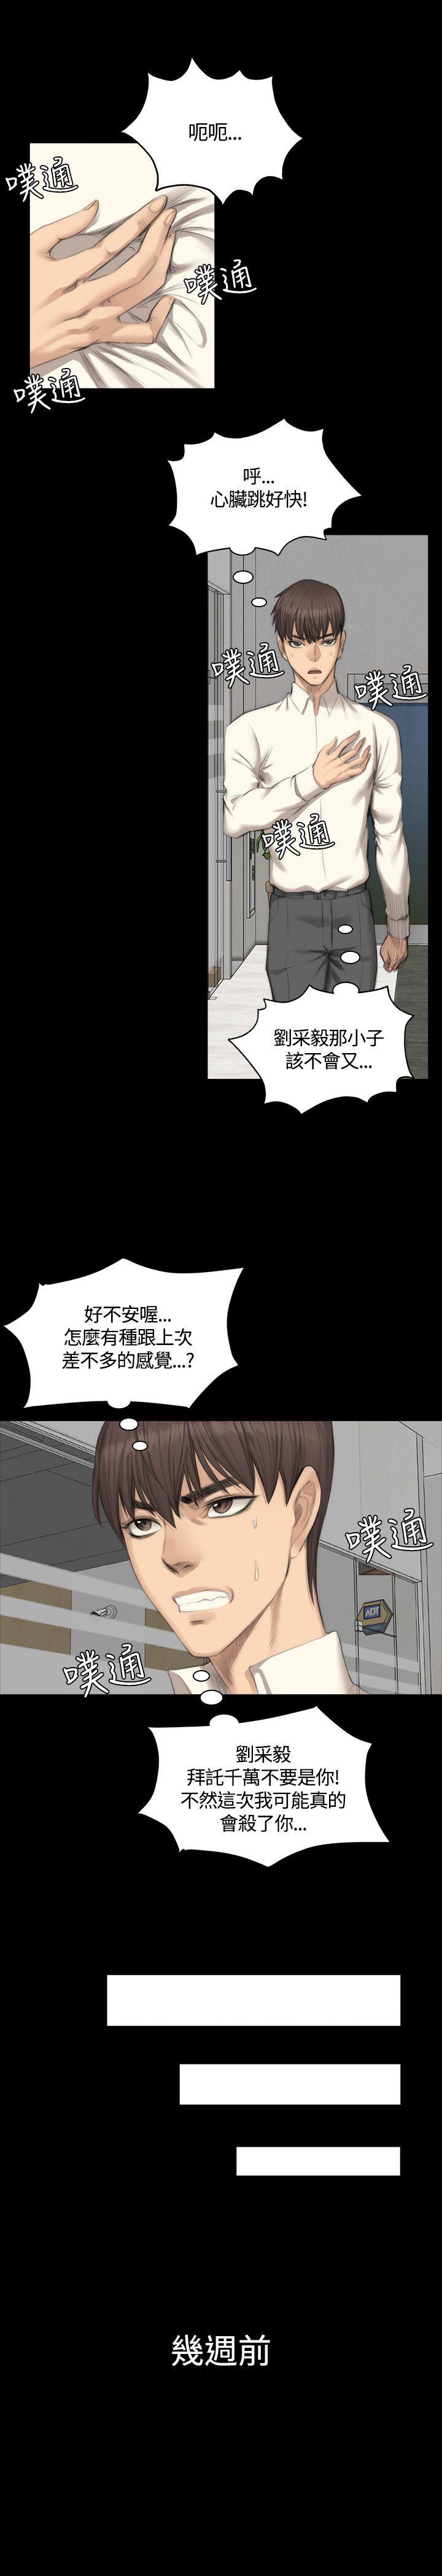 呃呃...
噗通
噗通
噗通
呼...
心臟跳好快!
噗通
噗通
噗通
劉采毅那小子
該不會又...
好不安喔...
怎麼有種跟上次
差不多的感覺...?
噗通
ADT
噗通
劉采毅
拜託千萬不要是你!
不然這次我可能真的
會殺了你...
幾週前